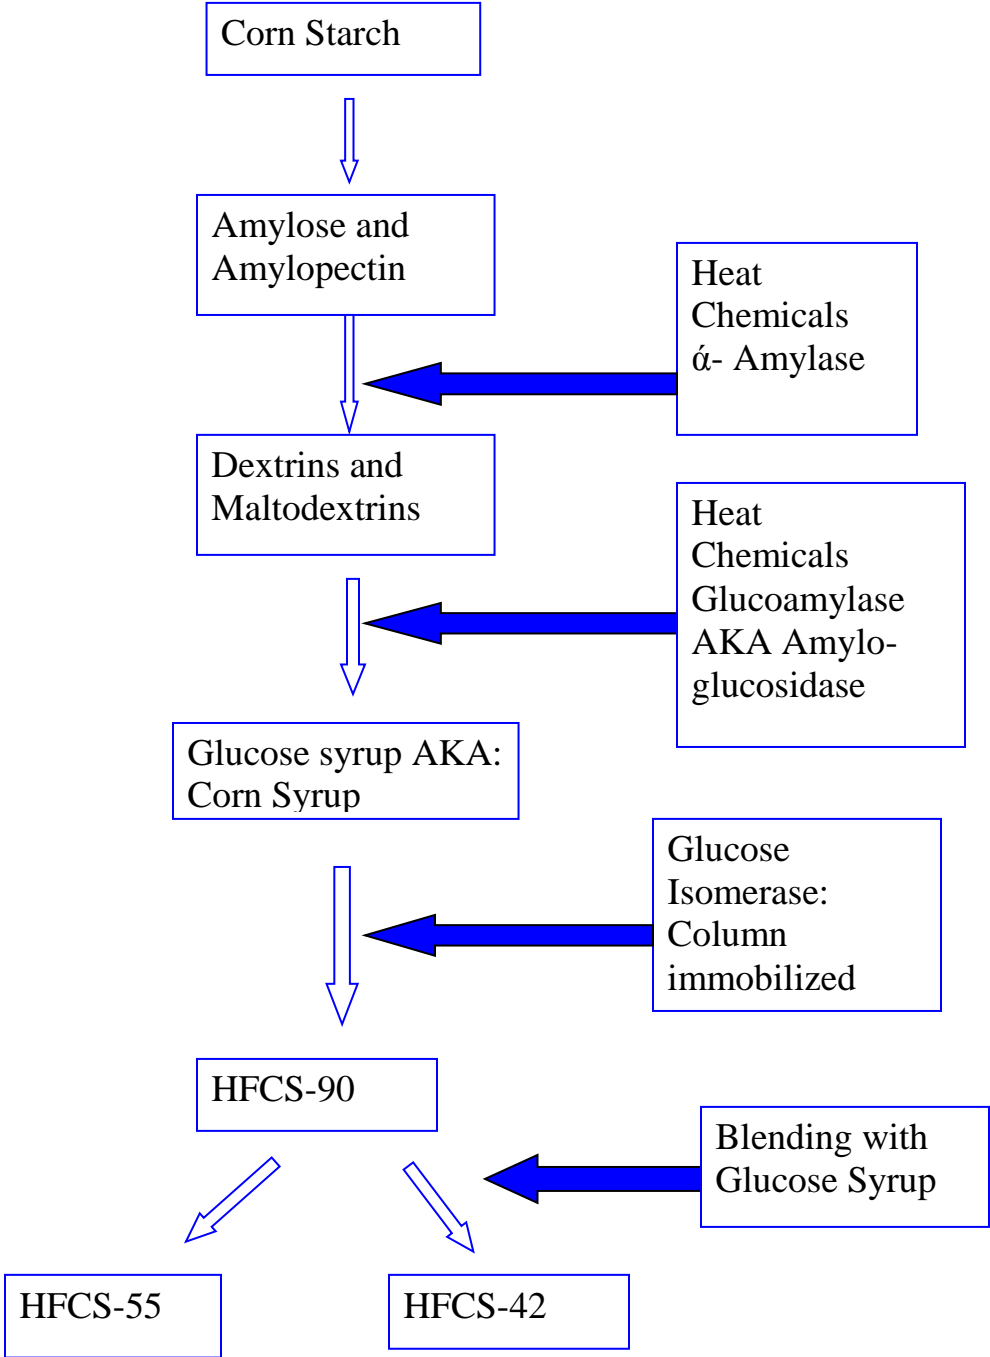 Corn Starch
Amylose and
Amylopectin
Heat
Chemicals
ά- Amylase
Dextrins and
Maltodextrins
Heat
Chemicals
Glucoamylase
AKA Amylo-
glucosidase
Glucose syrup AKA:
Corn Syrup
Glucose
Isomerase:
Column
immobilized
HFCS-90
Blending with
Glucose Syrup
HFCS-55
HFCS-42